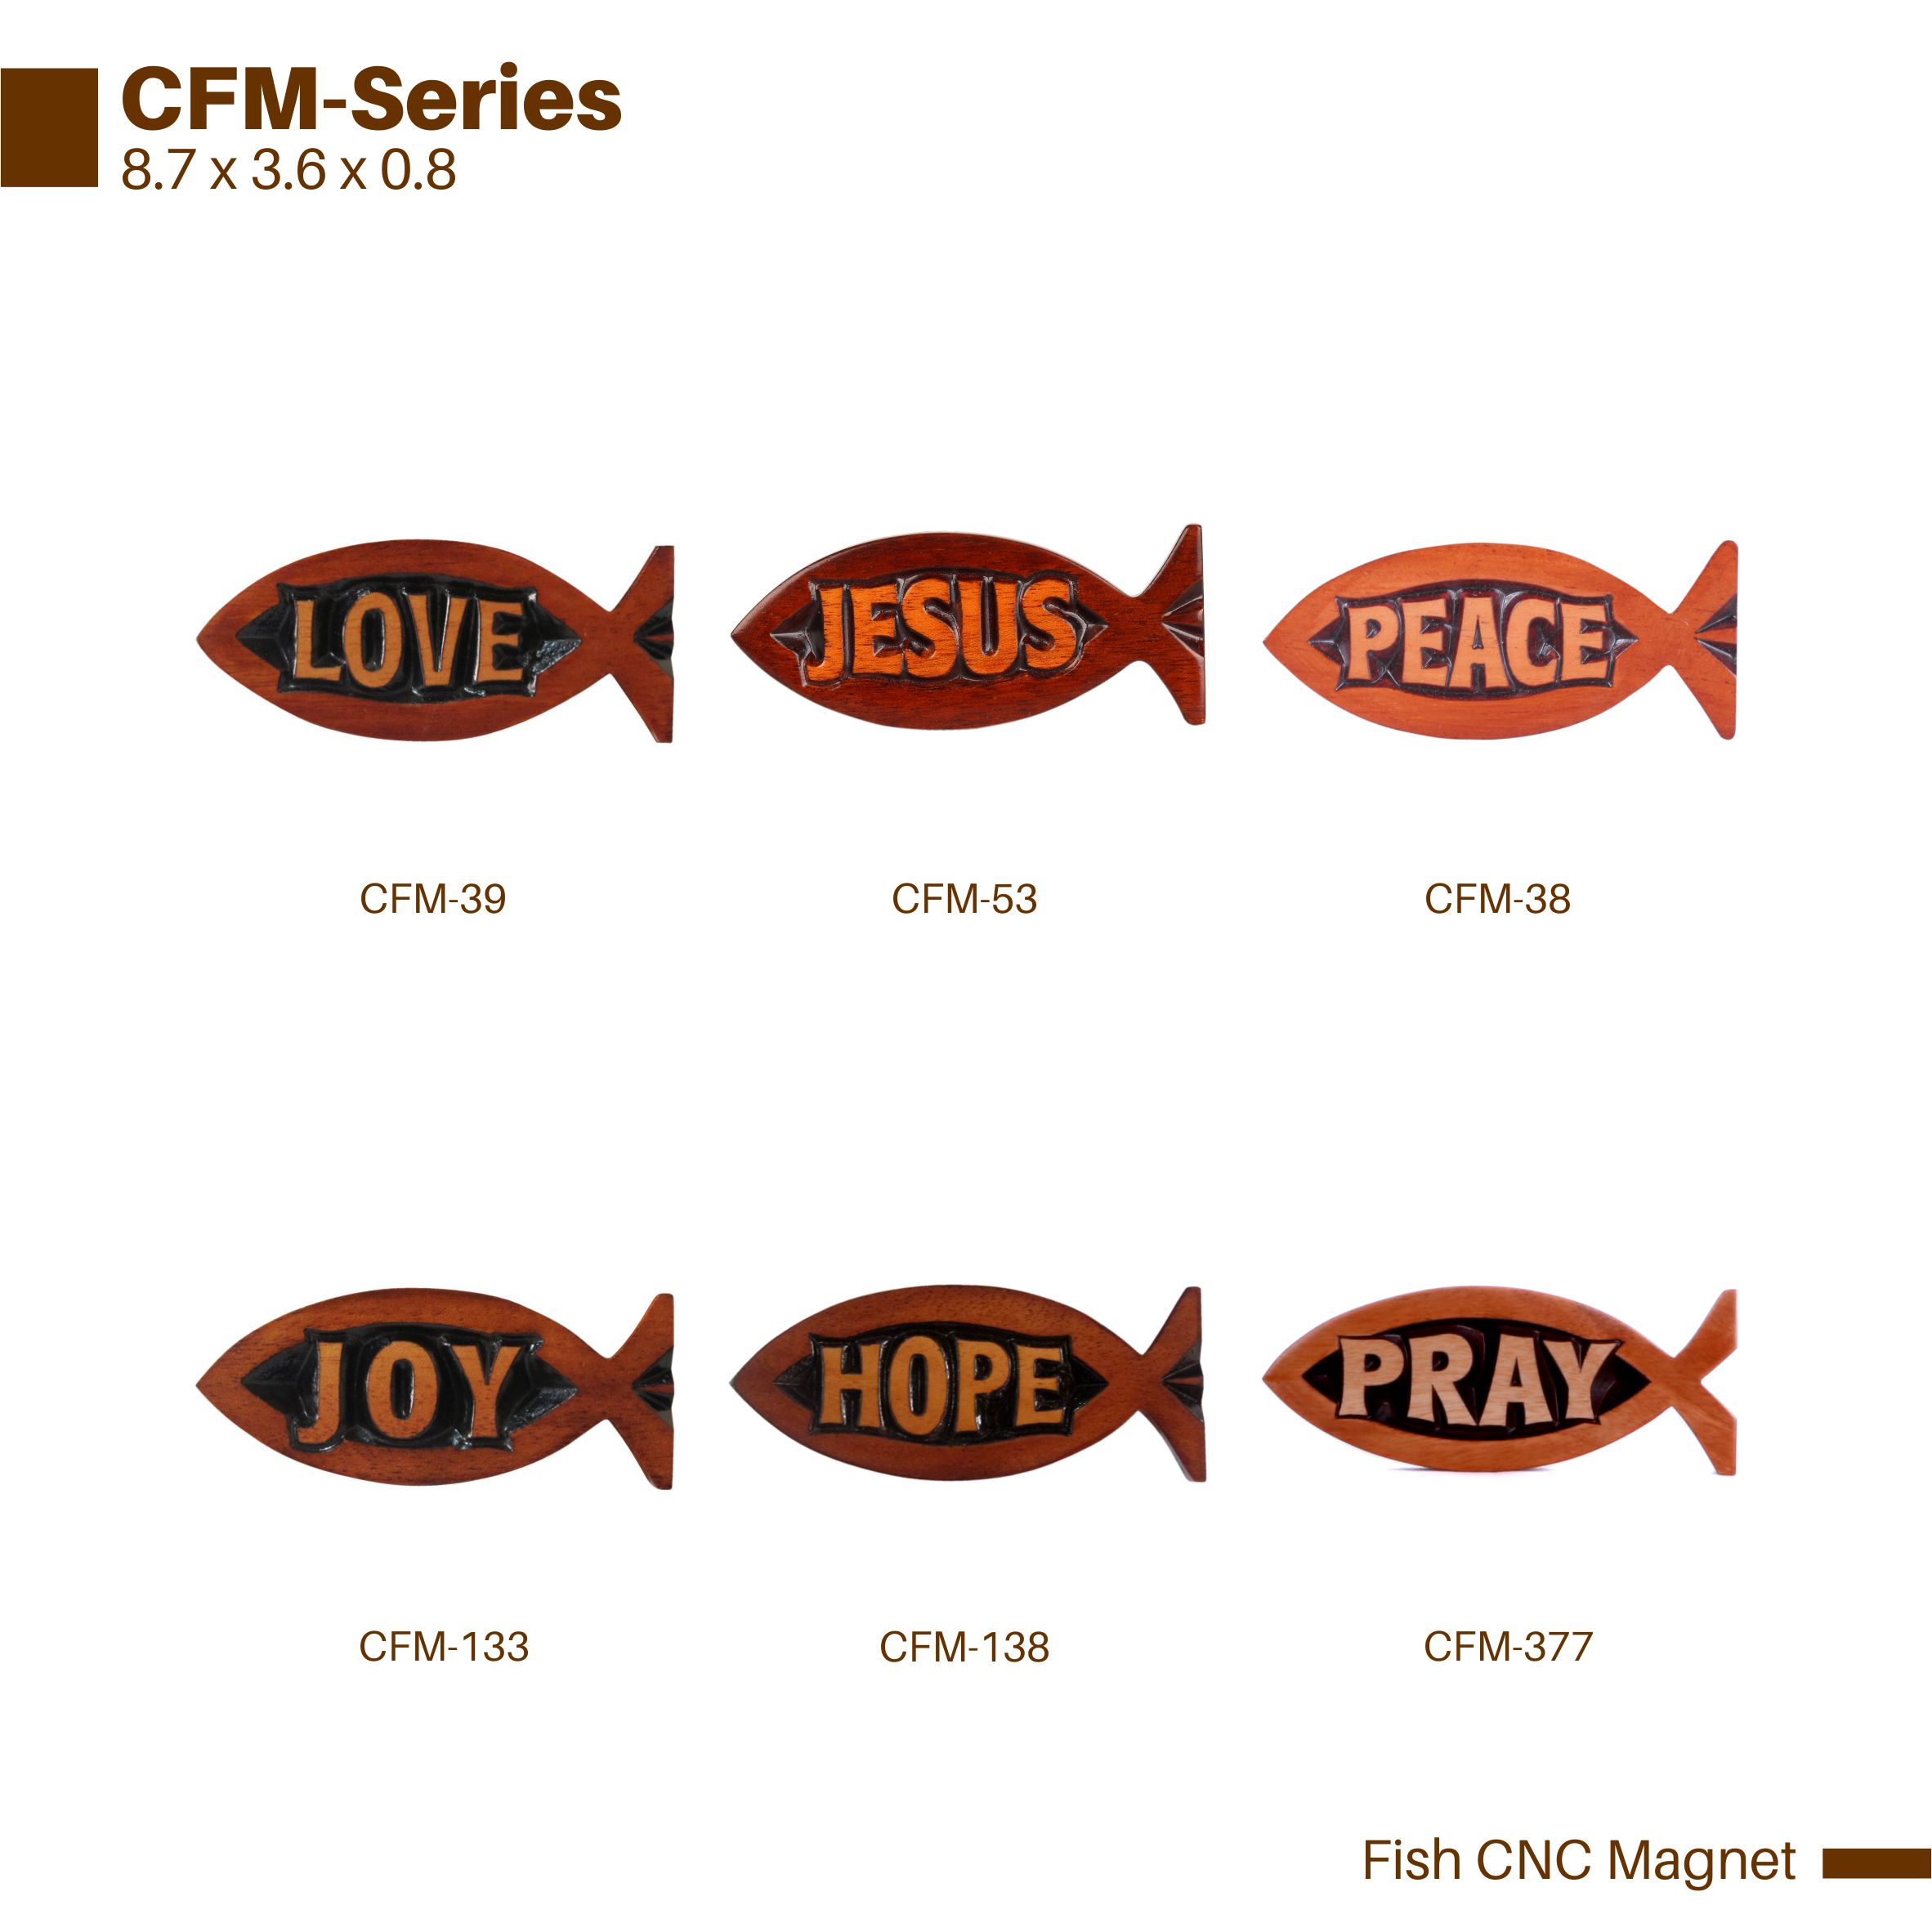 CFM-Series
8.7 x 3.6 x 0.8
LOVE
JESUS
PEACE
CFM-39
CFM-53
CFM-38
JOY
HOPE
PRAY
CFM-133
CFM-138
CFM-377
Fish CNC Magnet